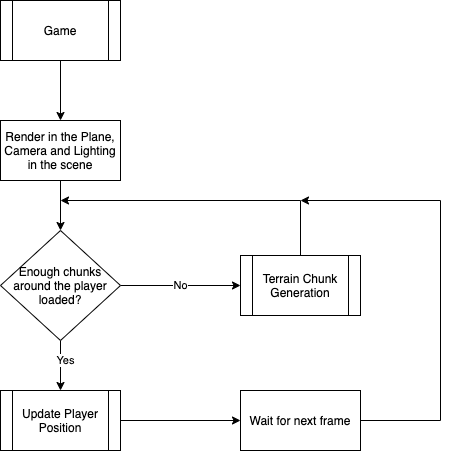 Game
Render in the Plane,
Camera and Lighting
in the scene
Enough chunks
around the player
loaded?
No
Terrain Chunk
Generation
Yes
Update Player
Position
Wait for next frame